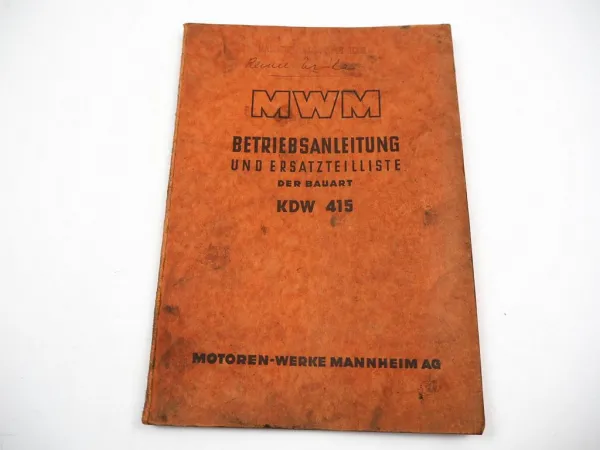 MWM
BETRIEBSANLEITUNG
UND ERSATZTEILLISTE
DER BAUART
KDW 415
MOTOREN-WERKE MANNHEIM AG